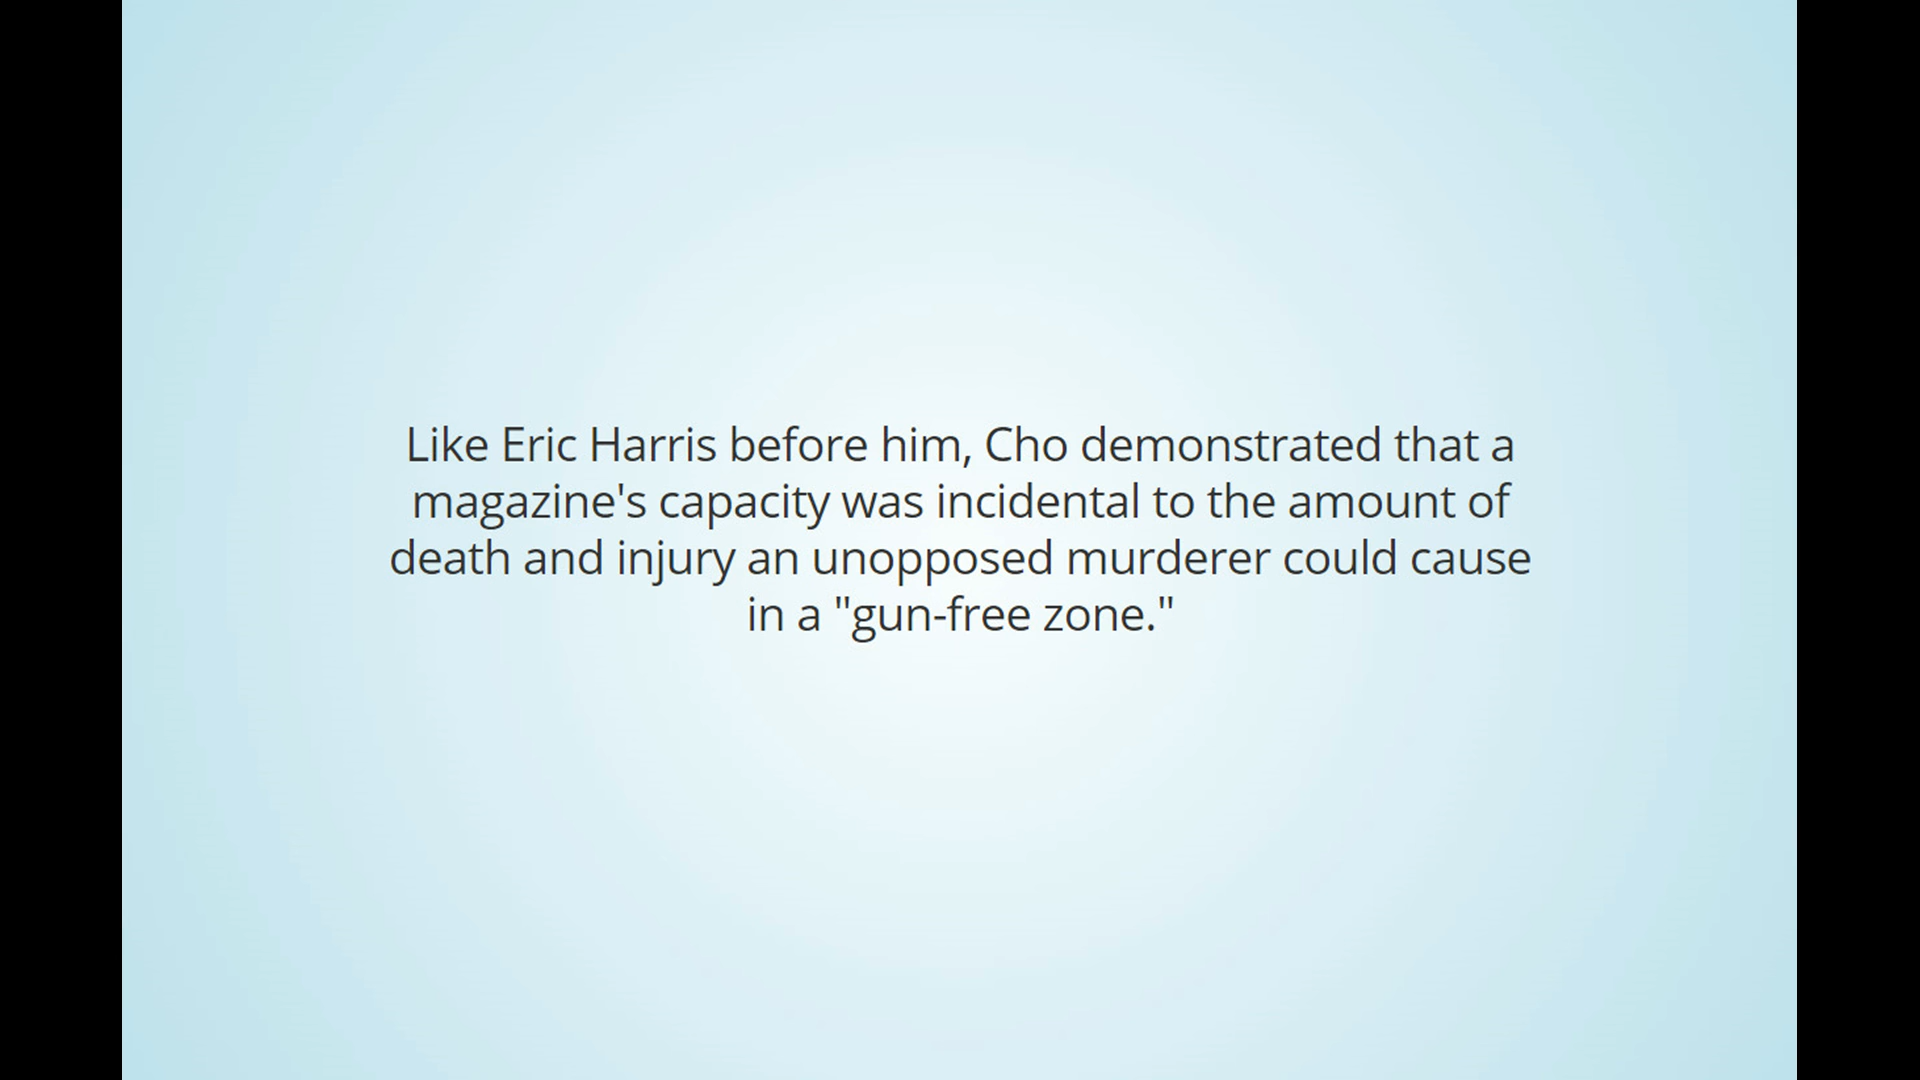 Like Eric Harris before him, Cho demonstrated that a
magazine's capacity was incidental to the amount of
death and injury an unopposed murderer could cause
in a "gun-free zone."